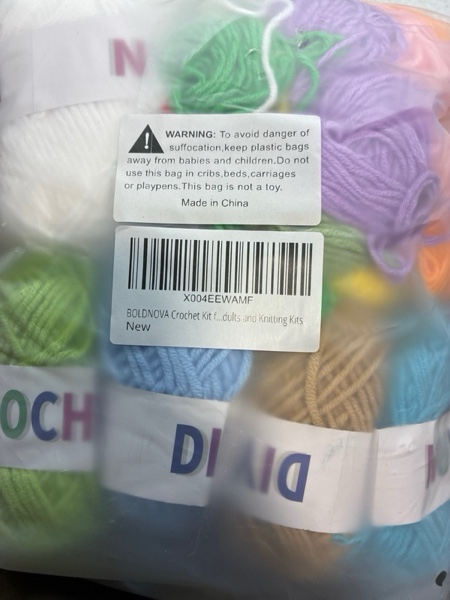 N
WARNING: To avoid danger of
suffocation,keep plastic bags
away from babies and children.Do not
use this bag in cribs,beds,carriages
or playpens.This bag is not a toy.
Made in China
X004EEWAMF
BOLDNOVA Crochet Kit f...dults and Knitting Kits
New
OCH
DI
DIA